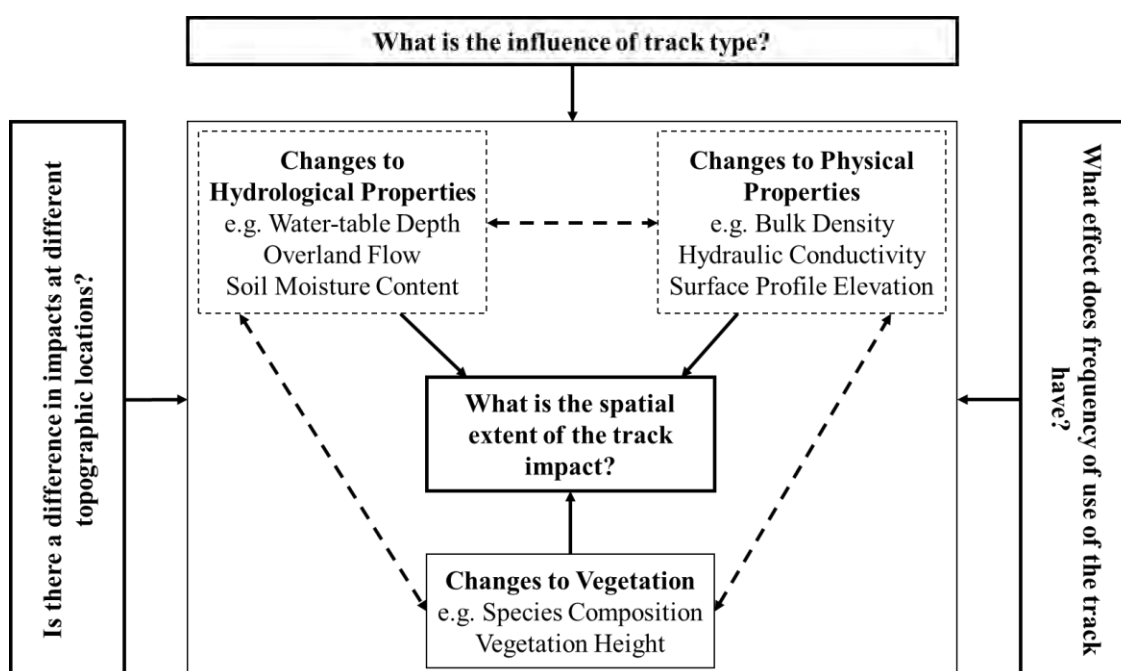 What is the influence of track type?
Is there a difference in impacts at different
topographic locations?
Changes to
Hydrological Properties
e.g. Water-table Depth
Overland Flow
Soil Moisture Content
Changes to Physical
Properties
e.g. Bulk Density
Hydraulic Conductivity
Surface Profile Elevation
What is the spatial
extent of the track
impact?
Changes to Vegetation
e.g. Species Composition
Vegetation Height
What effect does frequency of use of the track
have?